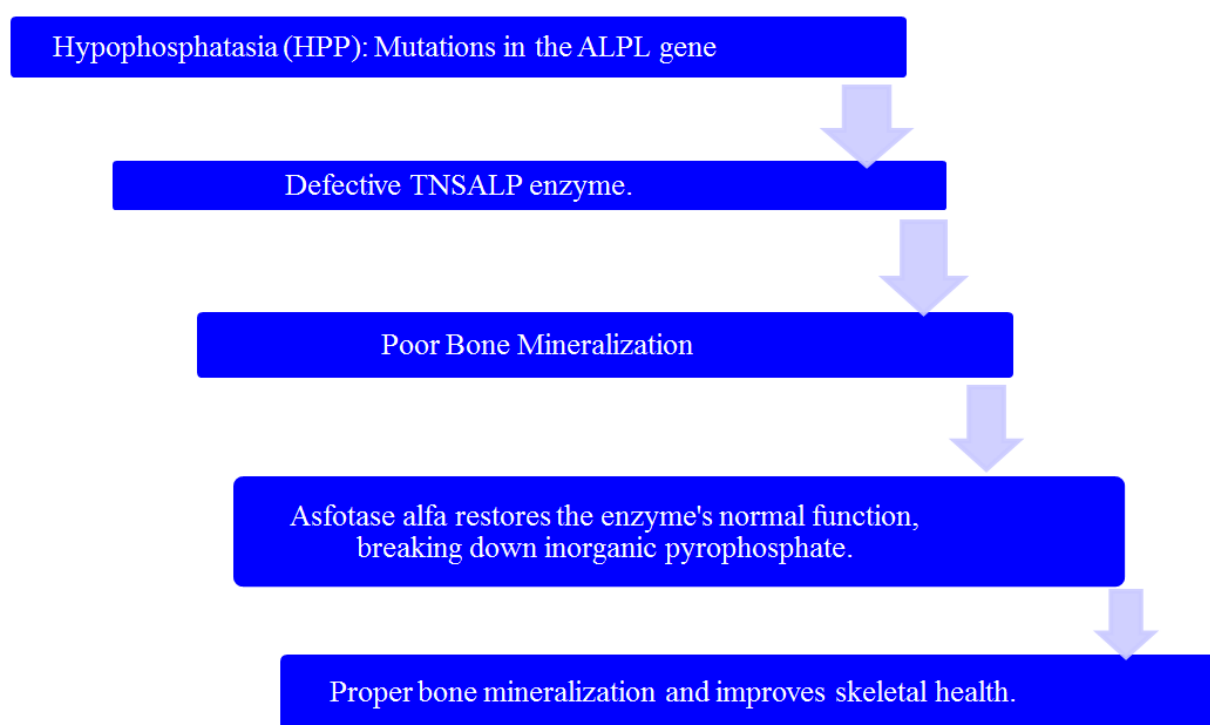 Hypophosphatasia (HPP): Mutations in the ALPL gene
Defective TNSALP enzyme.
Poor Bone Mineralization
Asfotase alfa restores the enzyme's normal function,
breaking down inorganic pyrophosphate.
Proper bone mineralization and improves skeletal health.